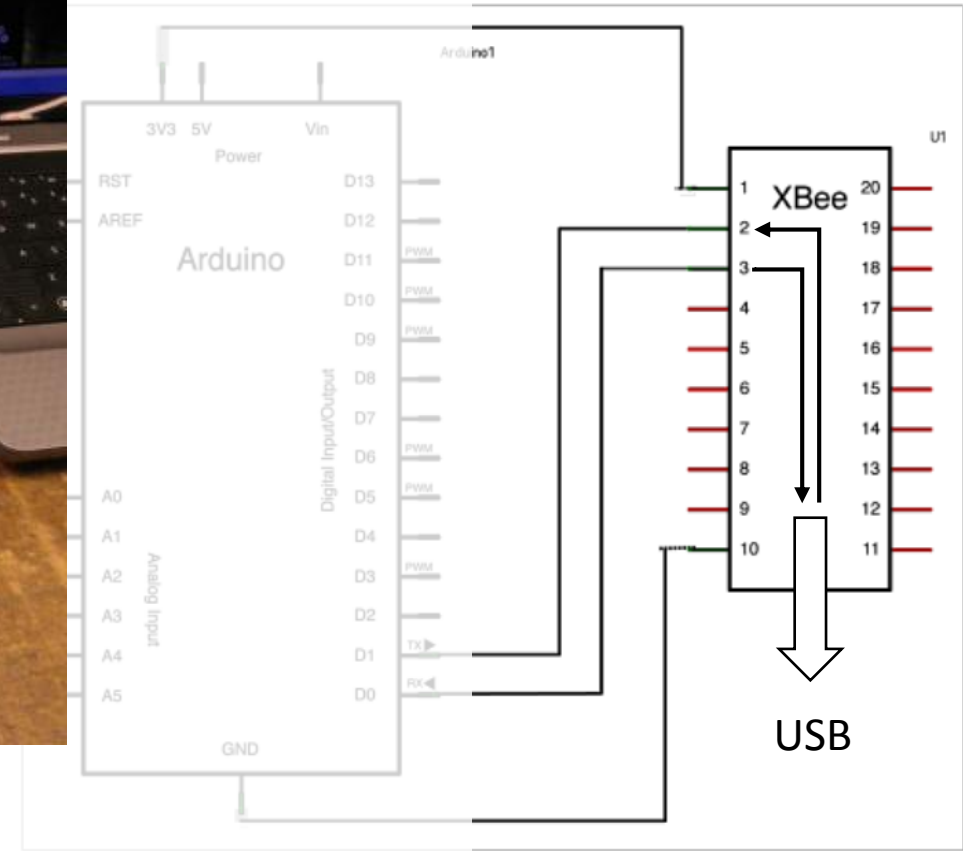 Arduino1
3V3 5V Vin
Power
RST
AREF
Arduino
A0
A1
A2
A3
A4
A5
Analog Input
GND
D13
D12
PWM
D11
PWM
D10
PWM
D9
D8
D7
PWM
D6
PWM
D5
D4
PWM
D3
D2
TX
D1
RX
D0
Digital Input/Output
U1
XBee
1 20
2 19
3 18
4 17
5 16
6 15
7 14
8 13
9 12
10 11
USB